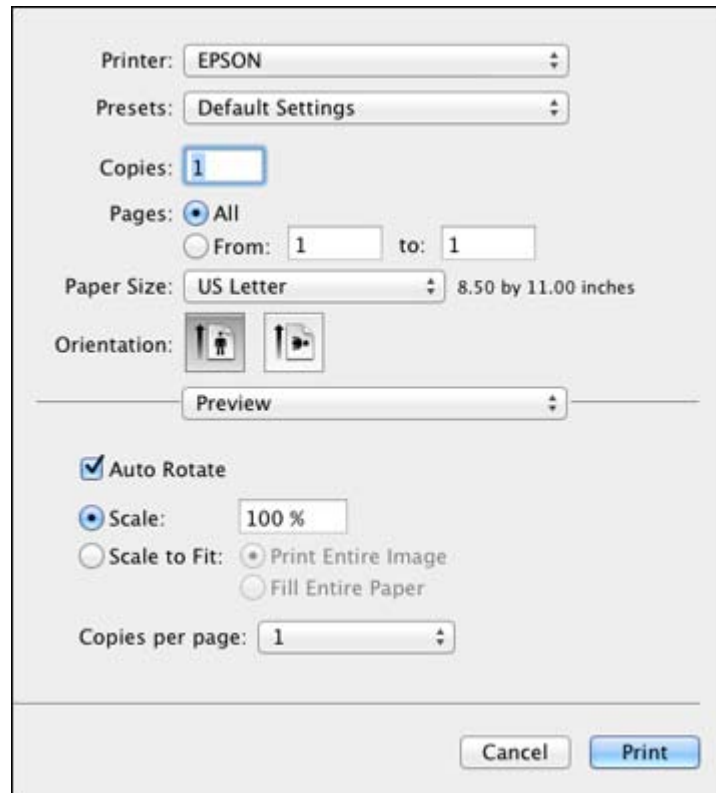 Printer: EPSON
Presets: Default Settings
Copies: 1
Pages: All
From: 1 to: 1
Paper Size: US Letter 8.50 by 11.00 inches
Orientation:
Preview
Auto Rotate
Scale: 100 %
Scale to Fit: Print Entire Image
Fill Entire Paper
Copies per page: 1
Cancel Print